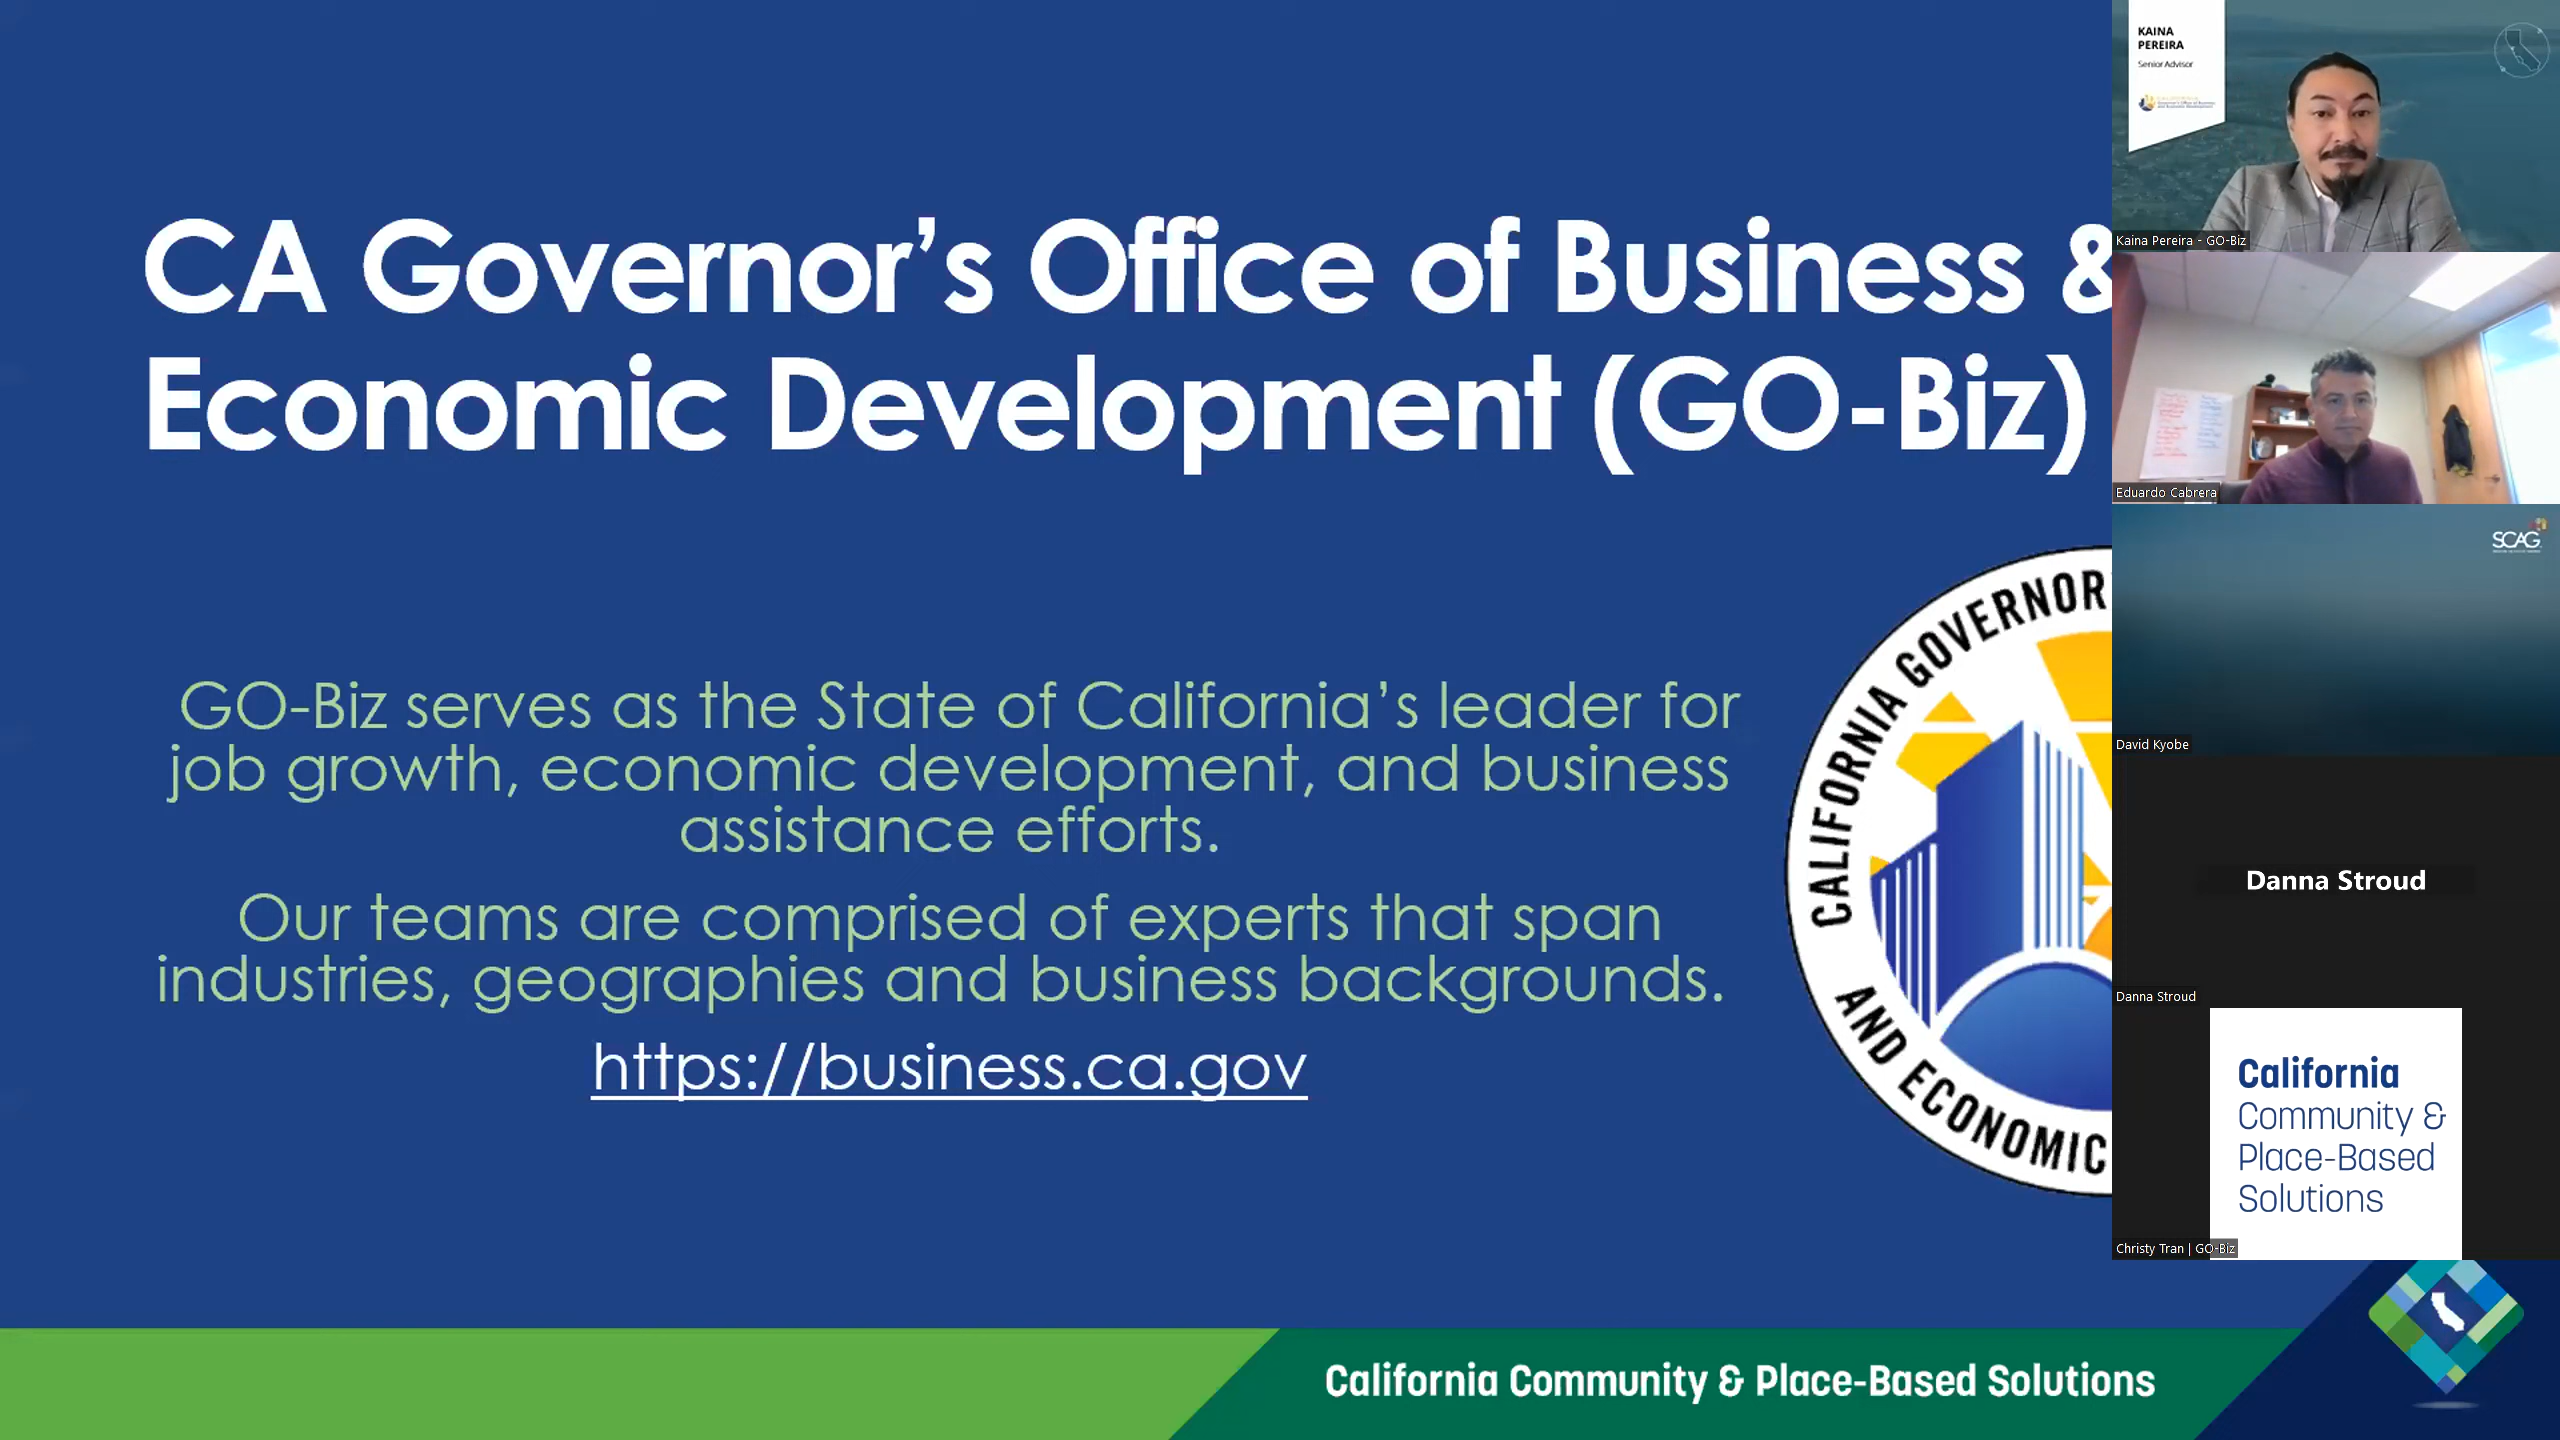 CA Governor’s Office of Business &
Economic Development (GO-Biz)
GO-Biz serves as the State of California’s leader for
job growth, economic development, and business
assistance efforts.
Our teams are comprised of experts that span
industries, geographies and business backgrounds.
https://business.ca.gov
CALIFORNIA GOVERNOR
AND ECONOMIC
California Community & Place-Based Solutions
KAINA
PEREIRA
Senior Advisor
Kaina Pereira - GO-Biz
Eduardo Cabrera
SCAG
David Kyobe
Danna Stroud
Danna Stroud
California
Community &
Place-Based
Solutions
Christy Tran | GO-Biz